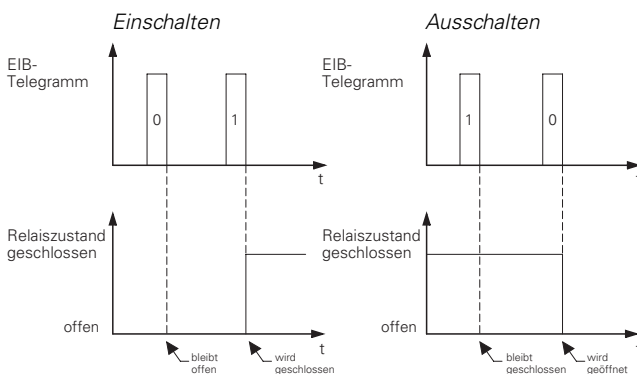 Einschalten
EIB-
Telegramm
0
1
t
Relaiszustand
geschlossen
offen
bleibt
offen
wird
geschlossen
t
Ausschalten
EIB-
Telegramm
1
0
t
Relaiszustand
geschlossen
offen
bleibt
geschlossen
wird
geöffnet
t